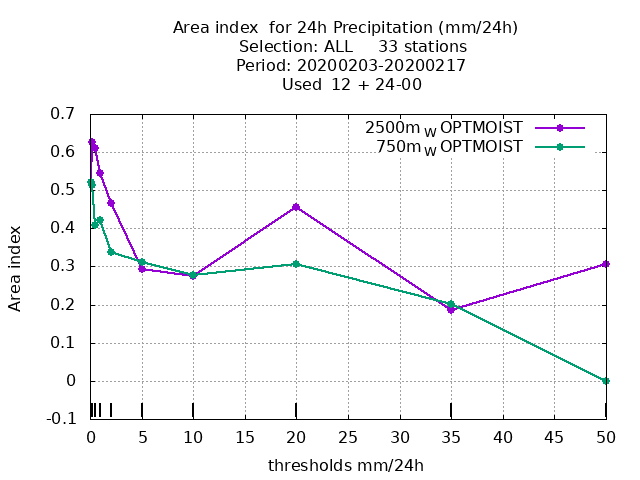 Area index  for 24h Precipitation (mm/24h)
Selection: ALL     33 stations
Period: 20200203-20200217
Used  12 + 24-00
0.7
0.6
0.5
0.4
0.3
0.2
0.1
0
-0.1
Area index
2500m W OPTMOIST
750m W OPTMOIST
0 5 10 15 20 25 30 35 40 45 50
thresholds mm/24h